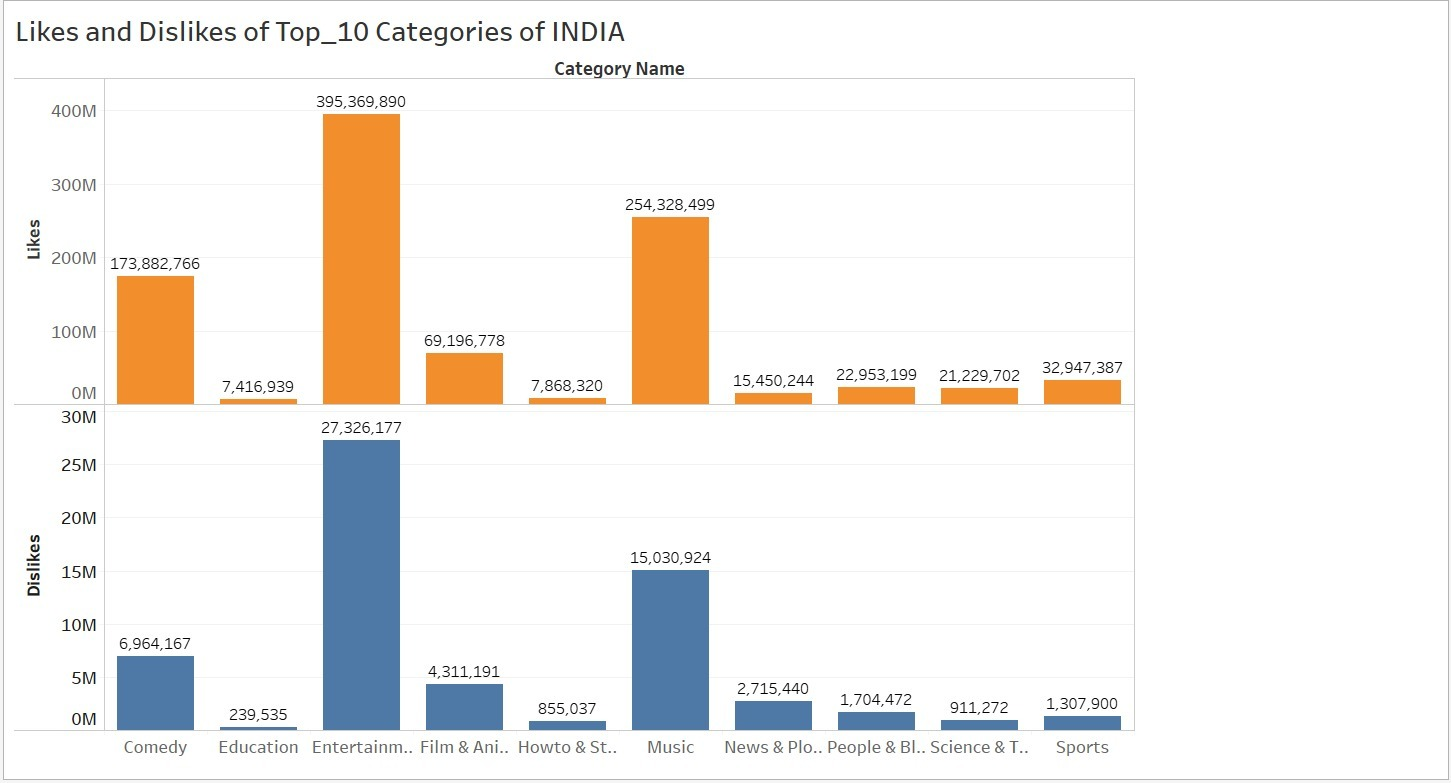 Likes and Dislikes of Top_10 Categories of INDIA
Category Name
Likes
400M
300M
200M
100M
0M
173,882,766
7,416,939
395,369,890
69,196,778
7,868,320
254,328,499
15,450,244
22,953,199
21,229,702
32,947,387
Dislikes
30M
25M
20M
15M
10M
5M
0M
6,964,167
239,535
27,326,177
4,311,191
855,037
15,030,924
2,715,440
1,704,472
911,272
1,307,900
Comedy
Education
Entertainm..
Film & Ani..
Howto & St..
Music
News & Plo..
People & Bl..
Science & T..
Sports